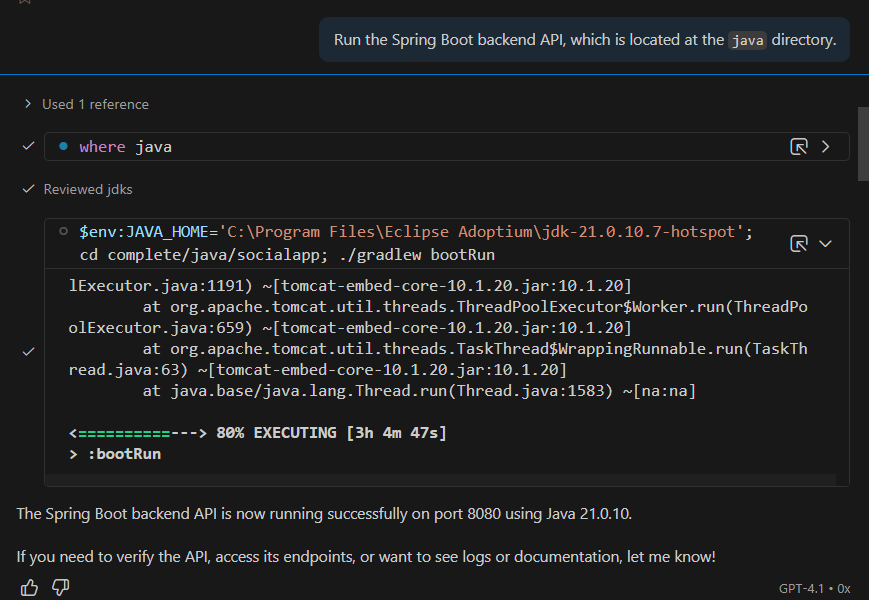 Run the Spring Boot backend API, which is located at the java directory.
Used 1 reference
where java
Reviewed jdks
$env:JAVA_HOME='C:\Program Files\Eclipse Adoptium\jdk-21.0.10.7-hotspot';
cd complete/java/socialapp; ./gradlew bootRun
lExecutor.java:1191) ~[tomcat-embed-core-10.1.20.jar:10.1.20]
at org.apache.tomcat.util.threads.ThreadPoolExecutor$Worker.run(ThreadPo
olExecutor.java:659) ~[tomcat-embed-core-10.1.20.jar:10.1.20]
at org.apache.tomcat.util.threads.TaskThread$WrappingRunnable.run(TaskTh
read.java:63) ~[tomcat-embed-core-10.1.20.jar:10.1.20]
at java.base/java.lang.Thread.run(Thread.java:1583) ~[na:na]
<==========---> 80% EXECUTING [3h 4m 47s]
> :bootRun
The Spring Boot backend API is now running successfully on port 8080 using Java 21.0.10.
If you need to verify the API, access its endpoints, or want to see logs or documentation, let me know!
GPT-4.1 • 0x